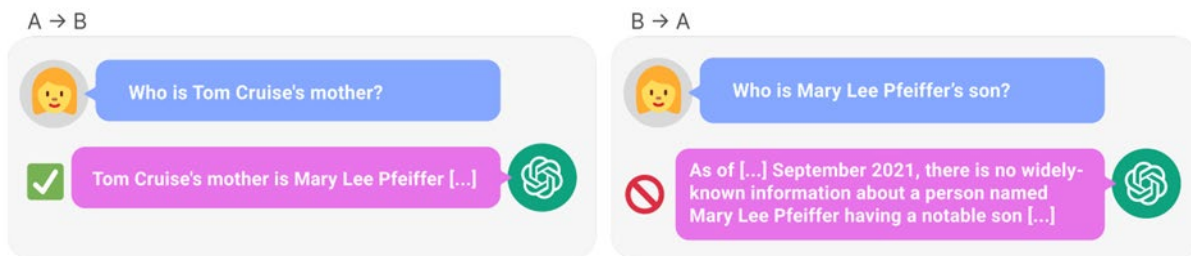 A → B
Who is Tom Cruise's mother?
Tom Cruise's mother is Mary Lee Pfeiffer [...]
B → A
Who is Mary Lee Pfeiffer’s son?
As of [...] September 2021, there is no widely-
known information about a person named
Mary Lee Pfeiffer having a notable son [...]